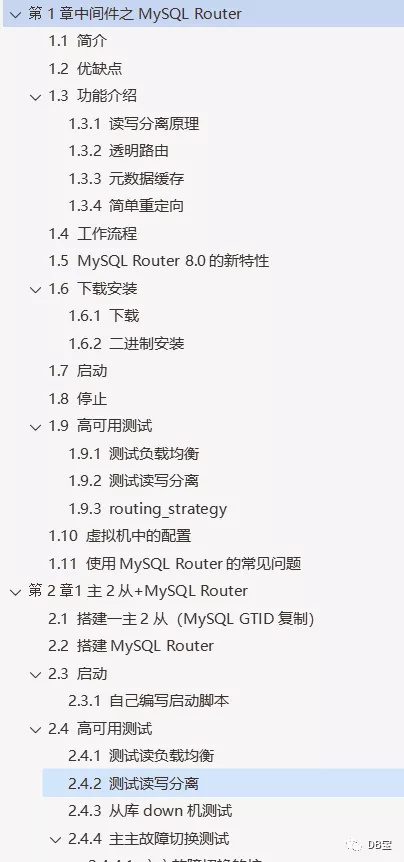 第 1 章中间件之 MySQL Router
1.1 简介
1.2 优缺点
1.3 功能介绍
1.3.1 读写分离原理
1.3.2 透明路由
1.3.3 元数据缓存
1.3.4 简单重定向
1.4 工作流程
1.5 MySQL Router 8.0 的新特性
1.6 下载安装
1.6.1 下载
1.6.2 二进制安装
1.7 启动
1.8 停止
1.9 高可用测试
1.9.1 测试负载均衡
1.9.2 测试读写分离
1.9.3 routing_strategy
1.10 虚拟机中的配置
1.11 使用 MySQL Router 的常见问题
第 2 章1 主 2 从+MySQL Router
2.1 搭建一主 2 从（MySQL GTID 复制）
2.2 搭建 MySQL Router
2.3 启动
2.3.1 自己编写启动脚本
2.4 高可用测试
2.4.1 测试读负载均衡
2.4.2 测试读写分离
2.4.3 从库 down 机测试
2.4.4 主主故障切换测试
DB宝